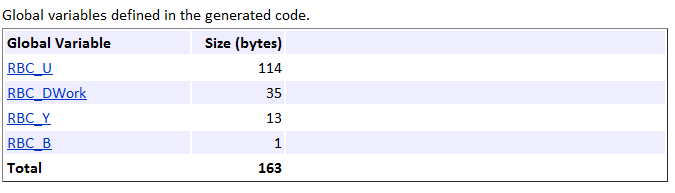 Global variables defined in the generated code.
Global Variable Size (bytes)
RBC_U 114
RBC_DWork 35
RBC_Y 13
RBC_B 1
Total 163